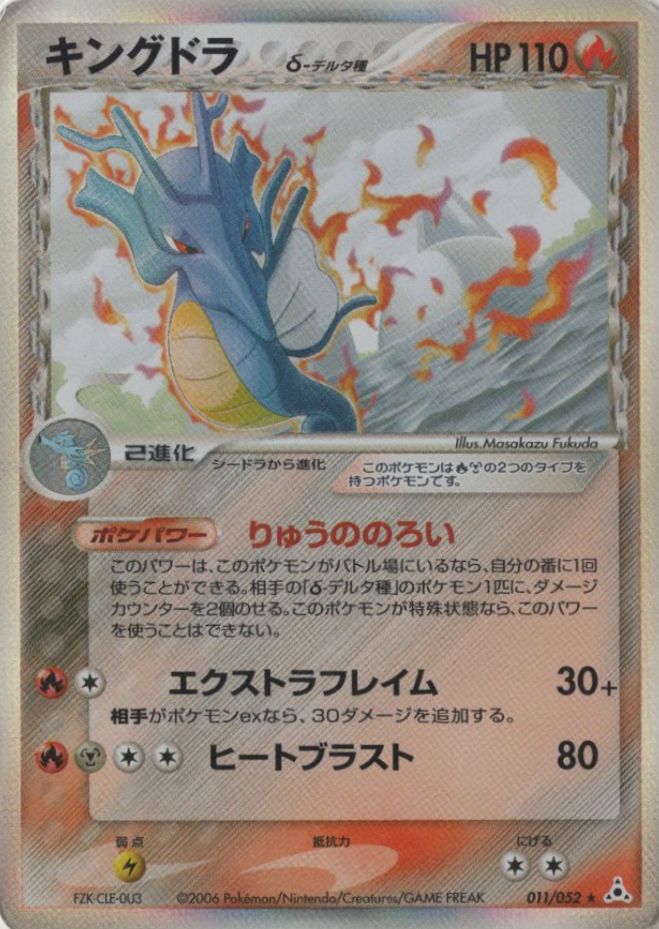 キングドラ δ-デルタ種 HP 110
Illus.Masakazu Fukuda
2進化 シードラから進化
このポケモンは の2つのタイプを
持つポケモンです。
ポケパワー りゅうののろい
このパワーは、このポケモンがバトル場にいるなら、自分の番に1回
使うことができる。相手の「δ-デルタ種」のポケモン1匹に、ダメージ
カウンターを2個のせる。このポケモンが特殊状態なら、このパワー
を使うことはできない。
エクストラフレイム 30+
相手がポケモンexなら、30ダメージを追加する。
ヒートブラスト 80
弱点 抵抗力 にげる
FZK-CLE-0U3 ©2006 Pokémon/Nintendo/Creatures/GAME FREAK 011/052 ★